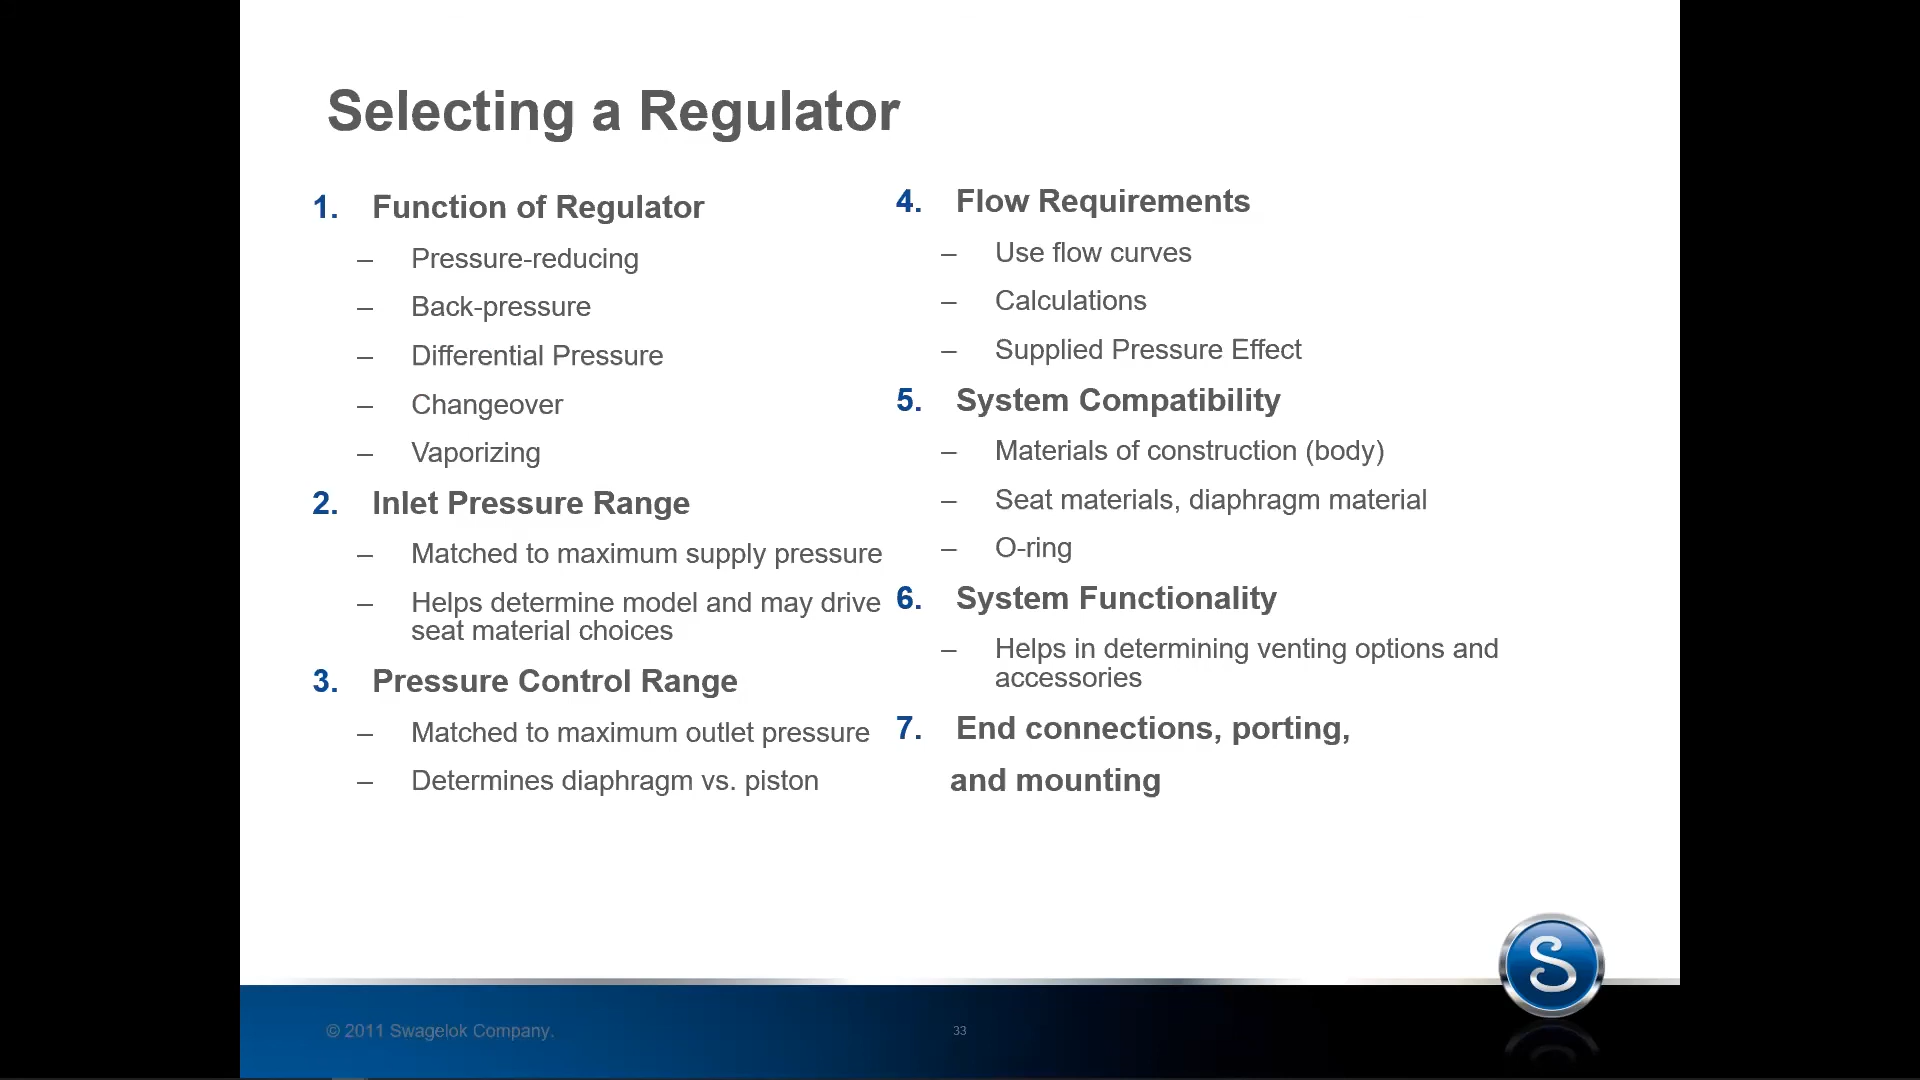 Selecting a Regulator
1. Function of Regulator
– Pressure-reducing
– Back-pressure
– Differential Pressure
– Changeover
– Vaporizing
2. Inlet Pressure Range
– Matched to maximum supply pressure
– Helps determine model and may drive
seat material choices
3. Pressure Control Range
– Matched to maximum outlet pressure
– Determines diaphragm vs. piston
4. Flow Requirements
– Use flow curves
– Calculations
– Supplied Pressure Effect
5. System Compatibility
– Materials of construction (body)
– Seat materials, diaphragm material
– O-ring
6. System Functionality
– Helps in determining venting options and
accessories
7. End connections, porting,
and mounting
S
© 2011 Swagelok Company.
33